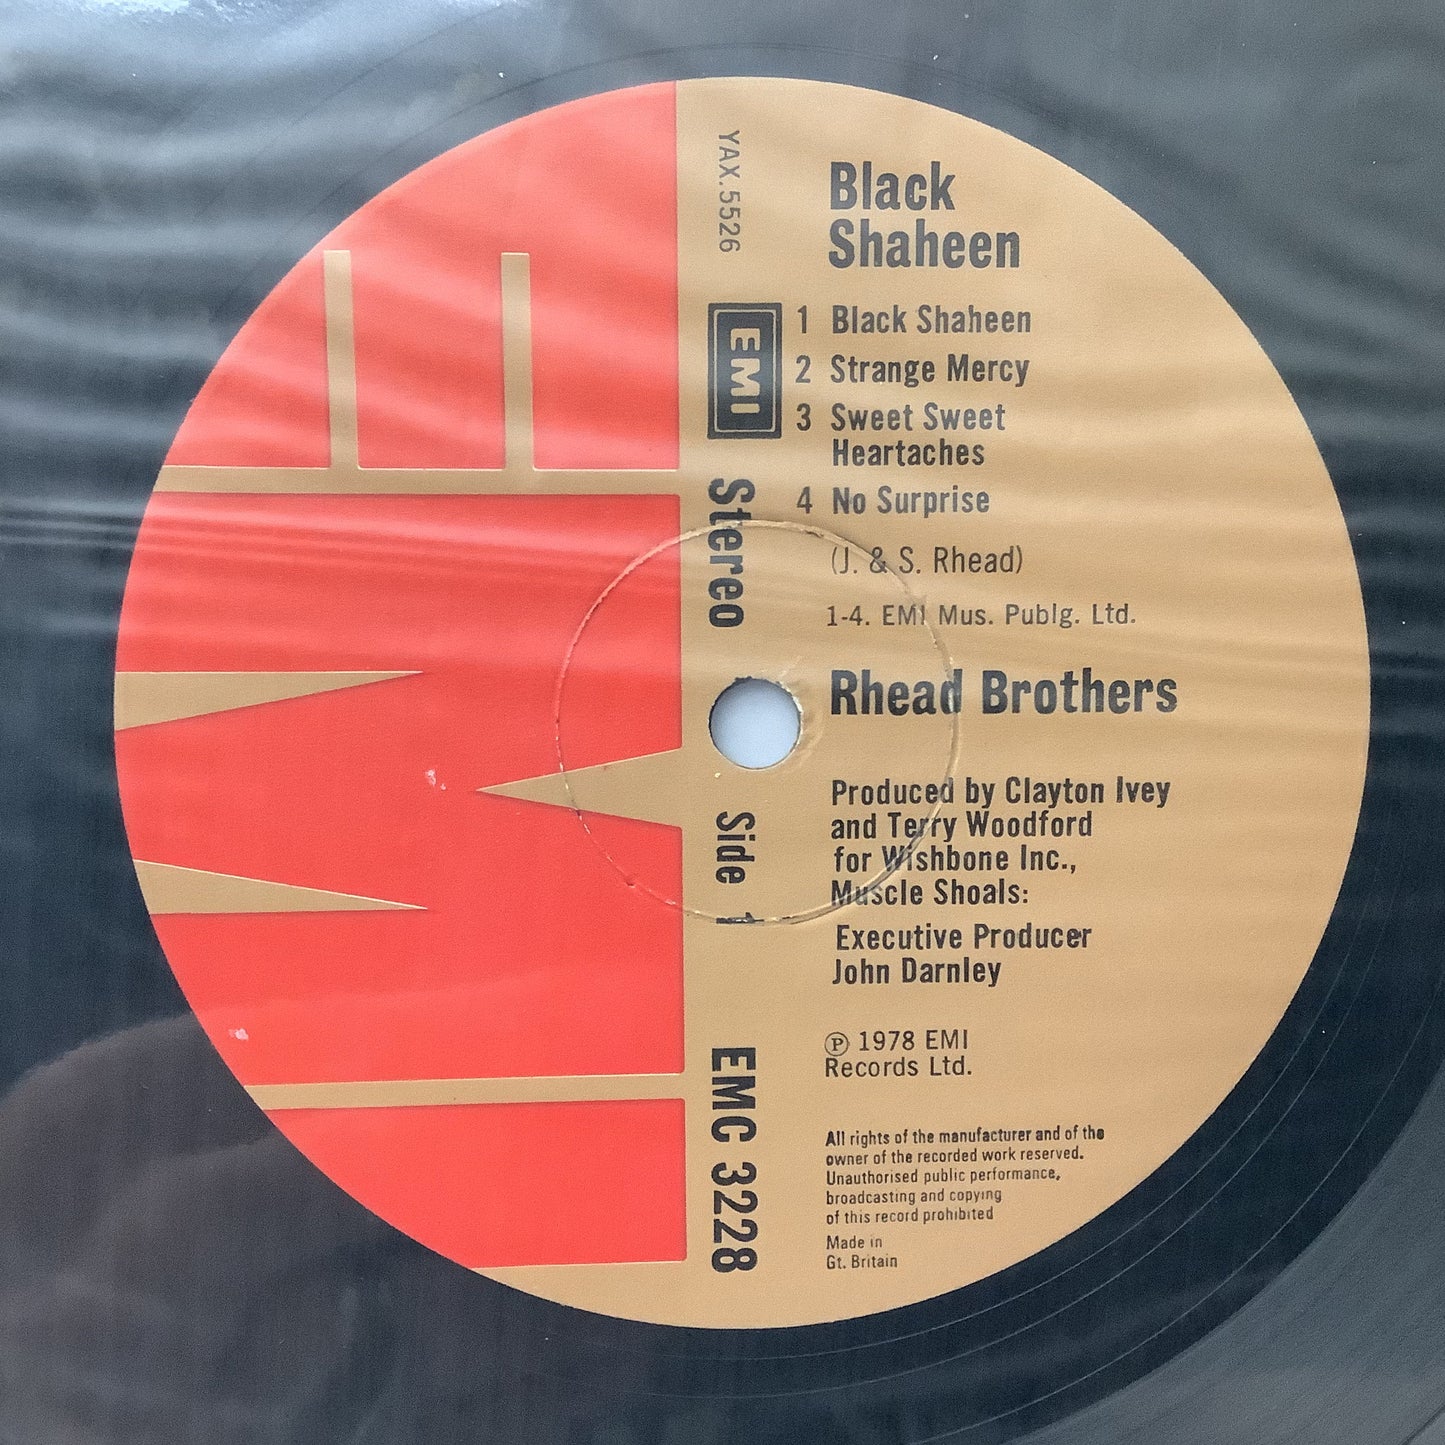 YAX.5526
Black
Shaheen
EMI
1 Black Shaheen
2 Strange Mercy
3 Sweet Sweet
Heartaches
4 No Surprise
(J. & S. Rhead)
1-4. EMI Mus. Publg. Ltd.
Stereo
Rhead Brothers
Side 1
Produced by Clayton Ivey
and Terry Woodford
for Wishbone Inc.,
Muscle Shoals:
Executive Producer
John Darnley
EMC 3228
℗ 1978 EMI
Records Ltd.
All rights of the manufacturer and of the
owner of the recorded work reserved.
Unauthorised public performance,
broadcasting and copying
of this record prohibited
Made in
Gt. Britain